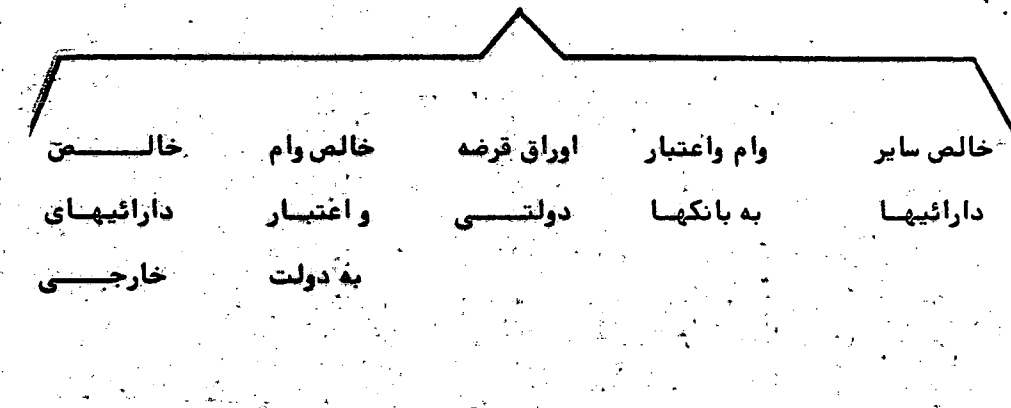 خالص سایر
دارائیها
وام واعتبار
به بانکها
اوراق قرضه
دولتی
خالص وام
و اعتبار
به دولت
خالص
دارائیهای
خارجی